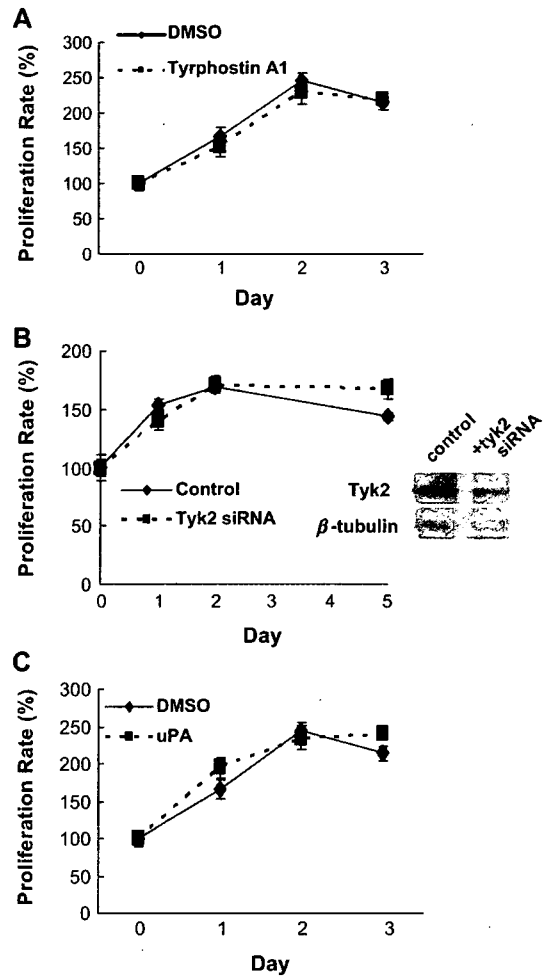 A
DMSO
Tyrphostin A1
Proliferation Rate (%)
300
250
200
150
100
50
0
0 1 2 3
Day
B
Proliferation Rate (%)
200
150
100
50
0
Control
Tyk2 siRNA
0 1 2 3 4 5
Day
control
+tyk2
siRNA
Tyk2
β-tubulin
C
DMSO
uPA
Proliferation Rate (%)
300
250
200
150
100
50
0
0 1 2 3
Day